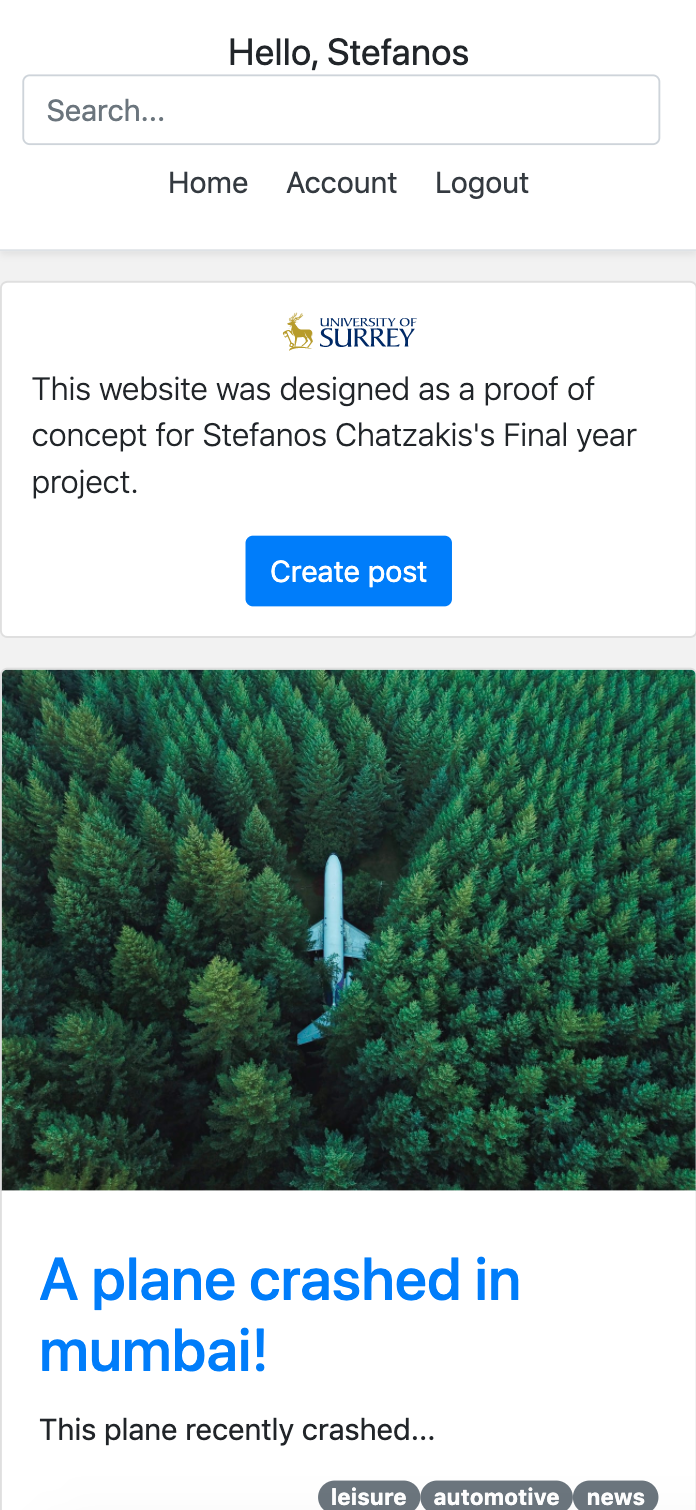 Hello, Stefanos
Search...
Home Account Logout
UNIVERSITY OF
SURREY
This website was designed as a proof of
concept for Stefanos Chatzakis's Final year
project.
Create post
A plane crashed in
mumbai!
This plane recently crashed...
leisure automotive news